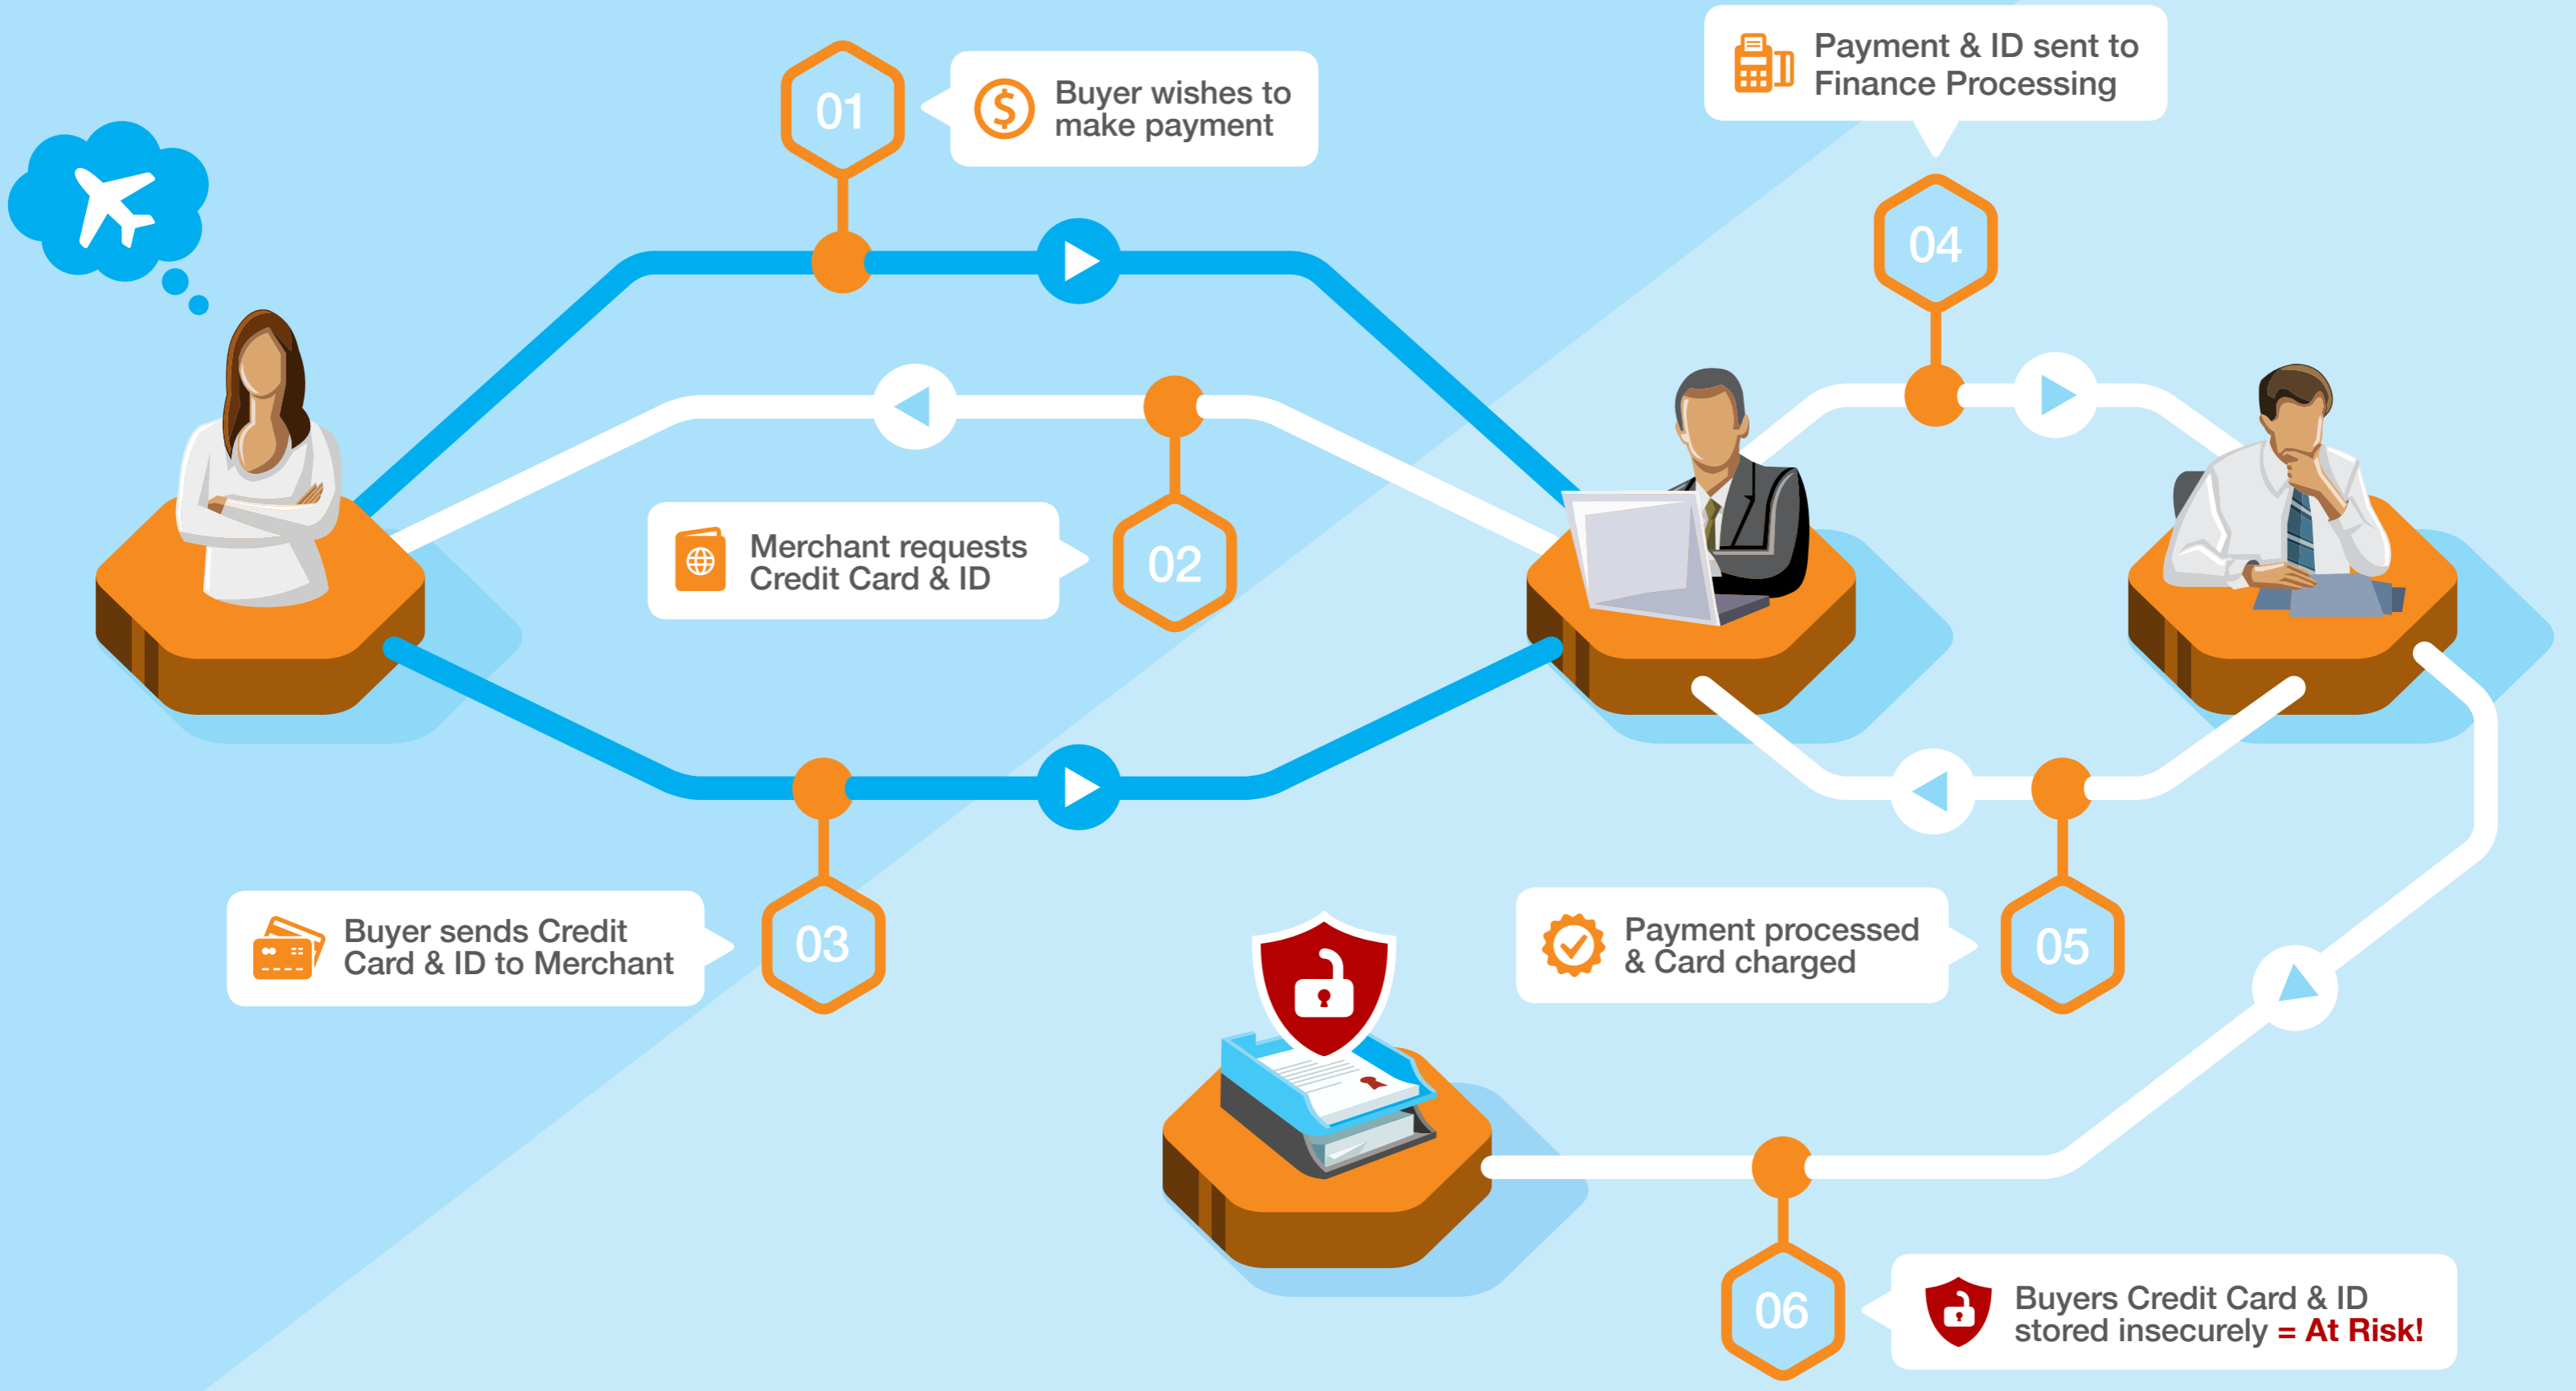 01
Buyer wishes to
make payment
02
Merchant requests
Credit Card & ID
03
Buyer sends Credit
Card & ID to Merchant
04
Payment & ID sent to
Finance Processing
05
Payment processed
& Card charged
06
Buyers Credit Card & ID
stored insecurely = At Risk!